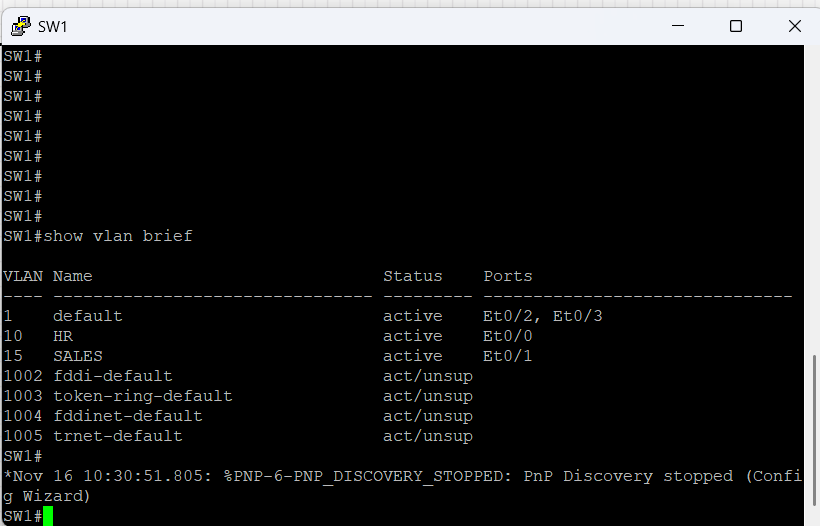 SW1
SW1#
SW1#
SW1#
SW1#
SW1#
SW1#
SW1#
SW1#
SW1#
SW1#show vlan brief
VLAN Name                             Status    Ports
---- -------------------------------- --------- -------------------------------
1    default                          active    Et0/2, Et0/3
10   HR                               active    Et0/0
15   SALES                            active    Et0/1
1002 fddi-default                     act/unsup
1003 token-ring-default               act/unsup
1004 fddinet-default                  act/unsup
1005 trnet-default                    act/unsup
SW1#
*Nov 16 10:30:51.805: %PNP-6-PNP_DISCOVERY_STOPPED: PnP Discovery stopped (Confi
g Wizard)
SW1#